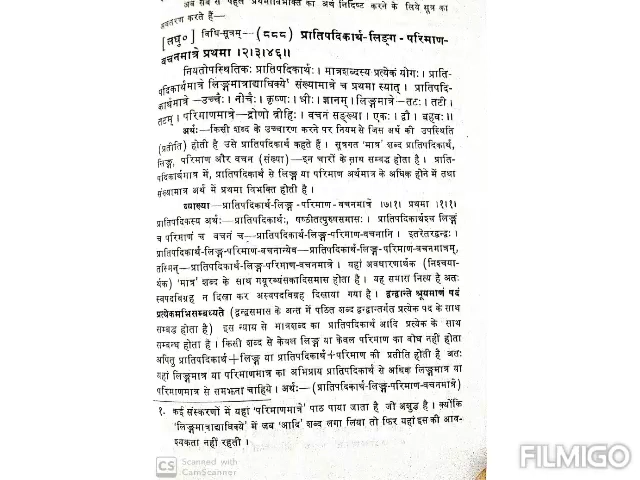 अब सब से पहले प्रथमाविभक्ति का अर्थ निर्दिष्ट करने के लिये सूत्र का
अवतरण करते हैं—
[लघु०] विधि-सूत्रम्—(८८८) प्रातिपदिकार्थ-लिङ्ग-परिमाण-
वचनमात्रे प्रथमा ।२।३।४६॥
नियतोपस्थितिकः प्रातिपदिकार्थः । मात्रशब्दस्य प्रत्येकं योगः । प्राति-
पदिकार्थमात्रे लिङ्गमात्राद्याधिक्ये¹ संख्यामात्रे च प्रथमा स्यात् । प्रातिपदि-
कार्थमात्रे—उच्चैः । नीचैः । कृष्णः । श्रीः । ज्ञानम् । लिङ्गमात्रे—तटः । तटी ।
तटम् । परिमाणमात्रे—द्रोणो व्रीहिः । वचनं सङ्ख्या । एकः । द्वौ । बहवः ॥
अर्थः—किसी शब्द के उच्चारण करने पर नियम से जिस अर्थ की उपस्थिति
(प्रतीति) होती है उसे प्रातिपदिकार्थ कहते हैं । सूत्रगत 'मात्र' शब्द प्रातिपदिकार्थ,
लिङ्ग, परिमाण और वचन (संख्या)—इन चारों के साथ सम्बद्ध होता है । प्राति-
पदिकार्थमात्र में, प्रातिपदिकार्थ से लिङ्ग या परिमाण अर्थमात्र के अधिक होने में तथा
संख्यामात्र अर्थ में प्रथमा विभक्ति होती है ।
व्याख्या—प्रातिपदिकार्थ-लिङ्ग-परिमाण-वचनमात्रे ।७।१। प्रथमा ।१।१।
प्रातिपदिकस्य अर्थः—प्रातिपदिकार्थः, षष्ठीतत्पुरुषसमासः । प्रातिपदिकार्थश्च लिङ्गं
च परिमाणं च वचनं च—प्रातिपदिकार्थ-लिङ्ग-परिमाण-वचनानि । इतरेतरद्वन्द्वः ।
प्रातिपदिकार्थ-लिङ्ग-परिमाण-वचनान्येव—प्रातिपदिकार्थ-लिङ्ग-परिमाण-वचनमात्रम्,
तस्मिन्—प्रातिपदिकार्थ-लिङ्ग-परिमाण-वचनमात्रे । यहां अवधारणार्थक (निश्चया-
र्थक) 'मात्र' शब्द के साथ मयूरव्यंसकादिसमास होता है । यह समास नित्य है अतः
स्वपदविग्रह न दिखा कर अस्वपदविग्रह दिखाया गया है । द्वन्द्वान्ते श्रूयमाणं पदं
प्रत्येकमभिसम्बध्यते (द्वन्द्वसमास के अन्त में पठित शब्द द्वन्द्वान्तर्गत प्रत्येक पद के साथ
सम्बद्ध होता है) इस न्याय से मात्रशब्द का प्रातिपदिकार्थ आदि प्रत्येक के साथ
सम्बन्ध होता है । किसी शब्द से केवल लिङ्ग या केवल परिमाण का बोध नहीं होता
अपितु प्रातिपदिकार्थ+लिङ्ग या प्रातिपदिकार्थ+परिमाण की प्रतीति होती है अतः
यहां लिङ्गमात्र या परिमाणमात्र का अभिप्राय प्रातिपदिकार्थ से अधिक लिङ्गमात्र या
परिमाणमात्र से समझना चाहिये । अर्थः—(प्रातिपदिकार्थ-लिङ्ग-परिमाण-वचनमात्रे)
१. कई संस्करणों में यहां 'परिमाणमात्रे' पाठ पाया जाता है जो अशुद्ध है । क्योंकि
'लिङ्गमात्राद्याधिक्ये' में जब 'आदि' शब्द लगा लिया तो फिर यहां इस की आव-
श्यकता नहीं रहती ।
CS Scanned with
CamScanner
FILMIGO